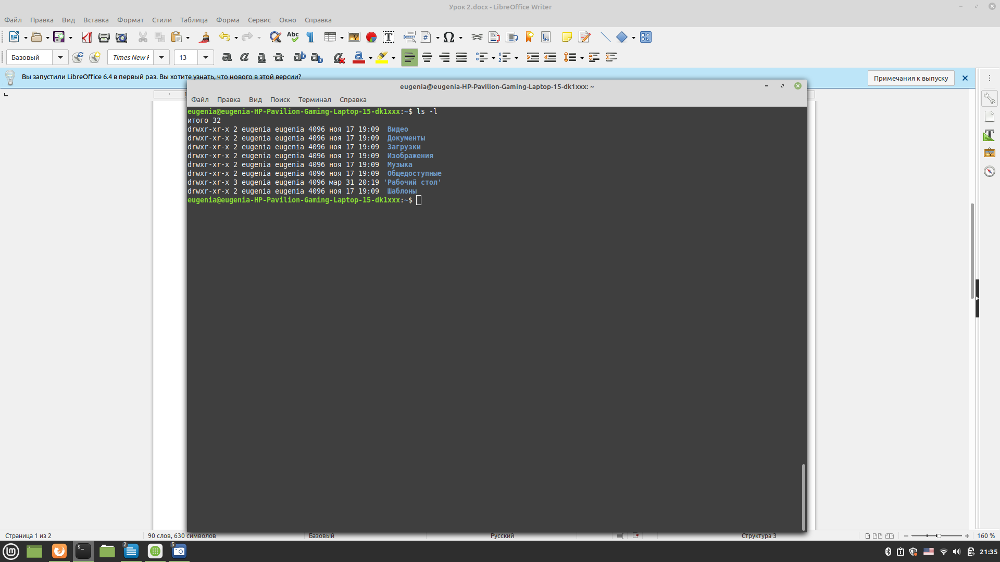 Урок 2.docx - LibreOffice Writer
Файл Правка Вид Вставка Формат Стили Таблица Форма Сервис Окно Справка
Abc
Базовый Times New 13
Вы запустили LibreOffice 6.4 в первый раз. Вы хотите узнать, что нового в этой версии? Примечания к выпуску
eugenia@eugenia-HP-Pavilion-Gaming-Laptop-15-dk1xxx: ~
Файл Правка Вид Поиск Терминал Справка
eugenia@eugenia-HP-Pavilion-Gaming-Laptop-15-dk1xxx:~$ ls -l
итого 32
drwxr-xr-x 2 eugenia eugenia 4096 ноя 17 19:09  Видео
drwxr-xr-x 2 eugenia eugenia 4096 ноя 17 19:09  Документы
drwxr-xr-x 2 eugenia eugenia 4096 ноя 17 19:09  Загрузки
drwxr-xr-x 2 eugenia eugenia 4096 ноя 17 19:09  Изображения
drwxr-xr-x 2 eugenia eugenia 4096 ноя 17 19:09  Музыка
drwxr-xr-x 2 eugenia eugenia 4096 ноя 17 19:09  Общедоступные
drwxr-xr-x 3 eugenia eugenia 4096 мар 31 20:19 'Рабочий стол'
drwxr-xr-x 2 eugenia eugenia 4096 ноя 17 19:09  Шаблоны
eugenia@eugenia-HP-Pavilion-Gaming-Laptop-15-dk1xxx:~$
Страница 1 из 2 90 слов, 630 символов Базовый Русский Структура 3 160 %
2 5 21:35